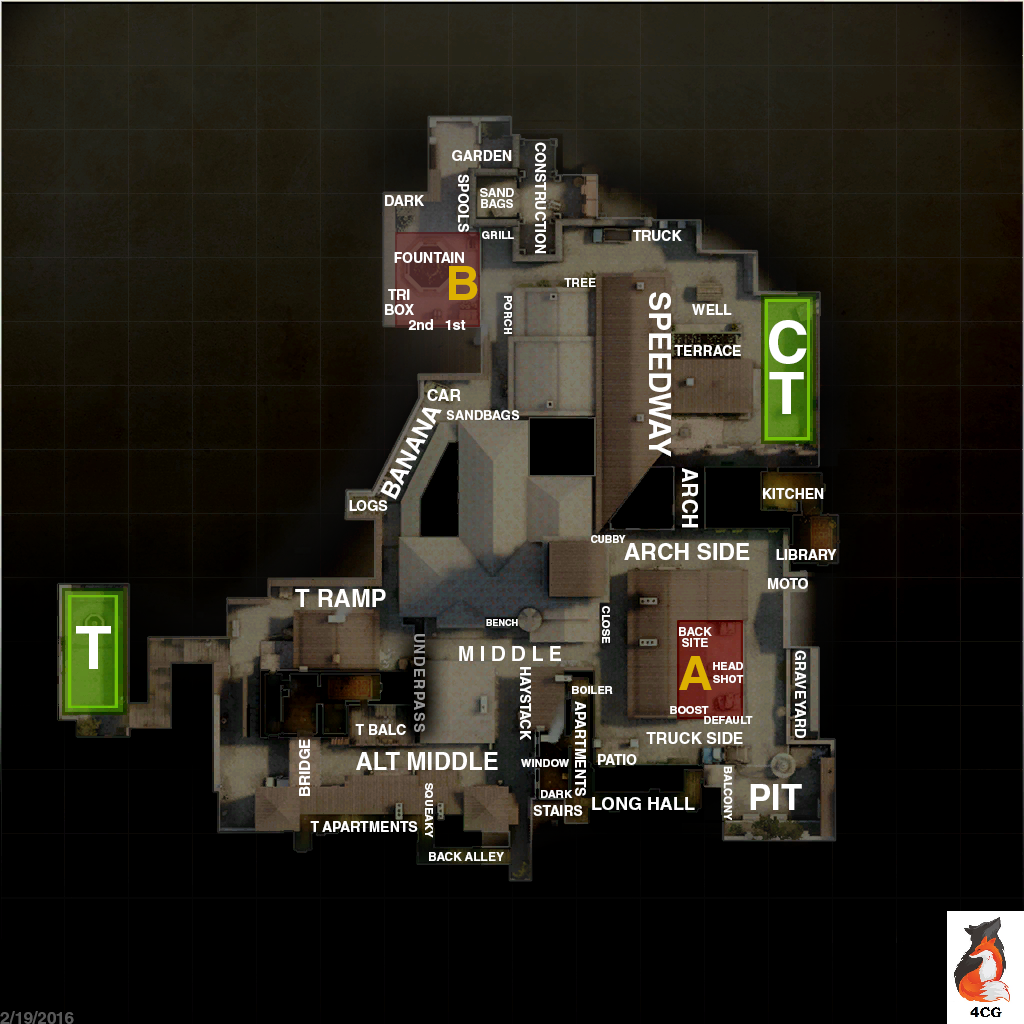 GARDEN
CONSTRUCTION
SPOOLS
SAND
BAGS
DARK
GRILL
TRUCK
FOUNTAIN
B
TRI
BOX
2nd 1st
TREE
PORCH
SPEEDWAY
WELL
TERRACE
C
T
CAR
SANDBAGS
BANANA
LOGS
ARCH
KITCHEN
CUBBY
ARCH SIDE
LIBRARY
MOTO
T
T RAMP
BENCH
CLOSE
UNDERPASS
MIDDLE
BACK
SITE
A
HEAD
SHOT
BOOST
DEFAULT
GRAVEYARD
HAYSTACK
BOILER
APARTMENTS
T BALC
TRUCK SIDE
BRIDGE
ALT MIDDLE
WINDOW
PATIO
BALCONY
PIT
SQUEAKY
DARK
STAIRS
LONG HALL
T APARTMENTS
BACK ALLEY
4CG
2/19/2016